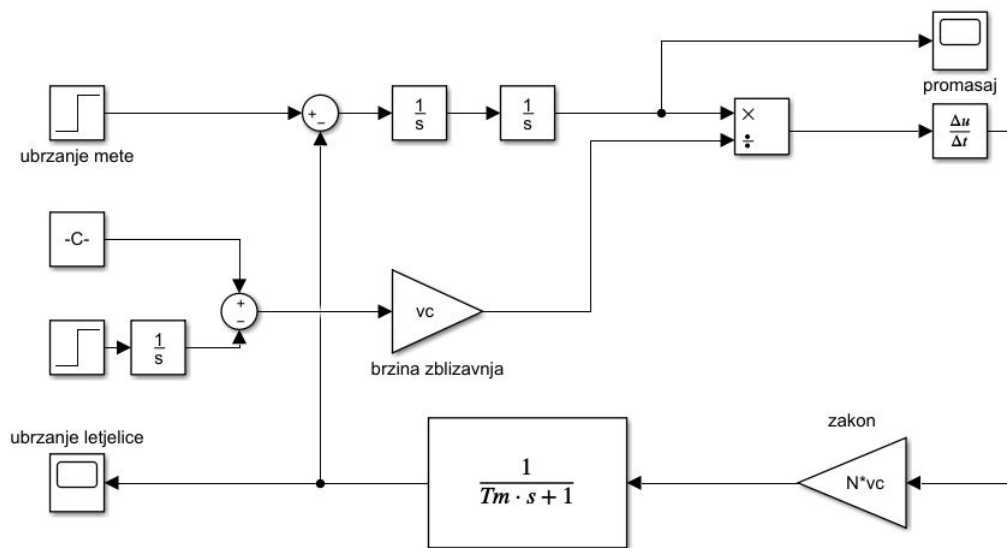 promasaj
+
−
1
s
1
s
×
÷
Δu
Δt
ubrzanje mete
-C-
+
−
vc
1
s
brzina zblizavnja
ubrzanje letjelice
1
Tm · s + 1
zakon
N*vc